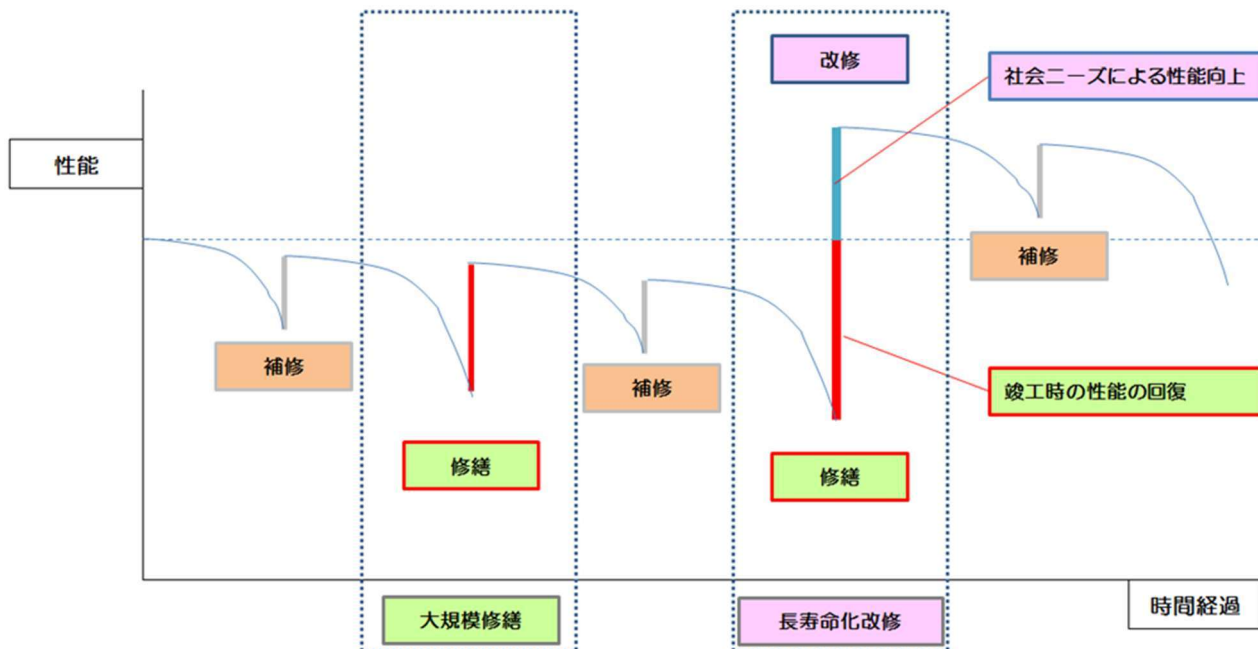 改修
社会ニーズによる性能向上
性能
補修
補修
補修
竣工時の性能の回復
修繕
修繕
大規模修繕
長寿命化改修
時間経過